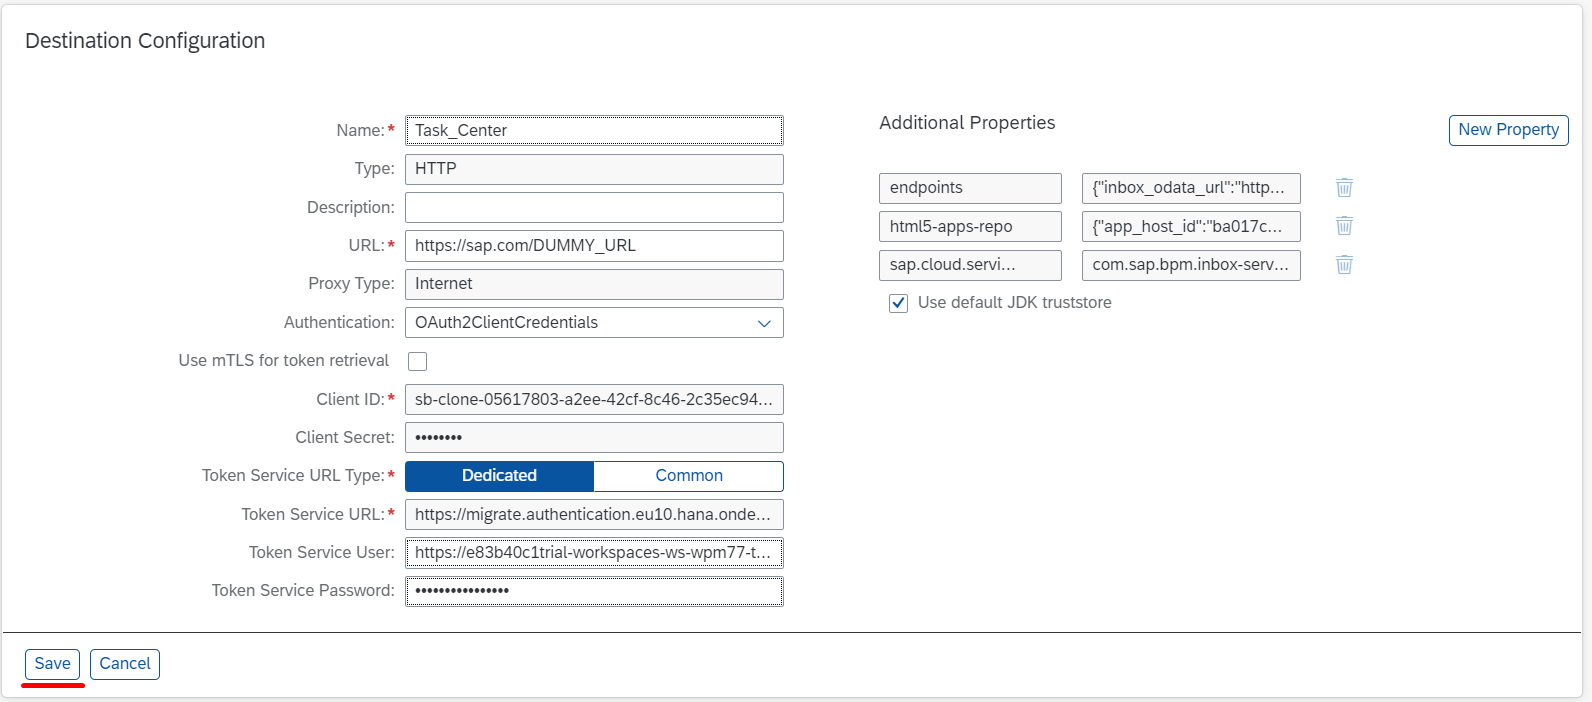 Destination Configuration
Name:* Task_Center
Type: HTTP
Description:
URL:* https://sap.com/DUMMY_URL
Proxy Type: Internet
Authentication: OAuth2ClientCredentials
Use mTLS for token retrieval
Client ID:* sb-clone-05617803-a2ee-42cf-8c46-2c35ec94...
Client Secret: ••••••••
Token Service URL Type:* Dedicated Common
Token Service URL:* https://migrate.authentication.eu10.hana.onde...
Token Service User: https://e83b40c1trial-workspaces-ws-wpm77-t...
Token Service Password: ••••••••••••••••
Additional Properties
New Property
endpoints {"inbox_odata_url":"http...
html5-apps-repo {"app_host_id":"ba017c...
sap.cloud.servi... com.sap.bpm.inbox-serv...
Use default JDK truststore
Save Cancel